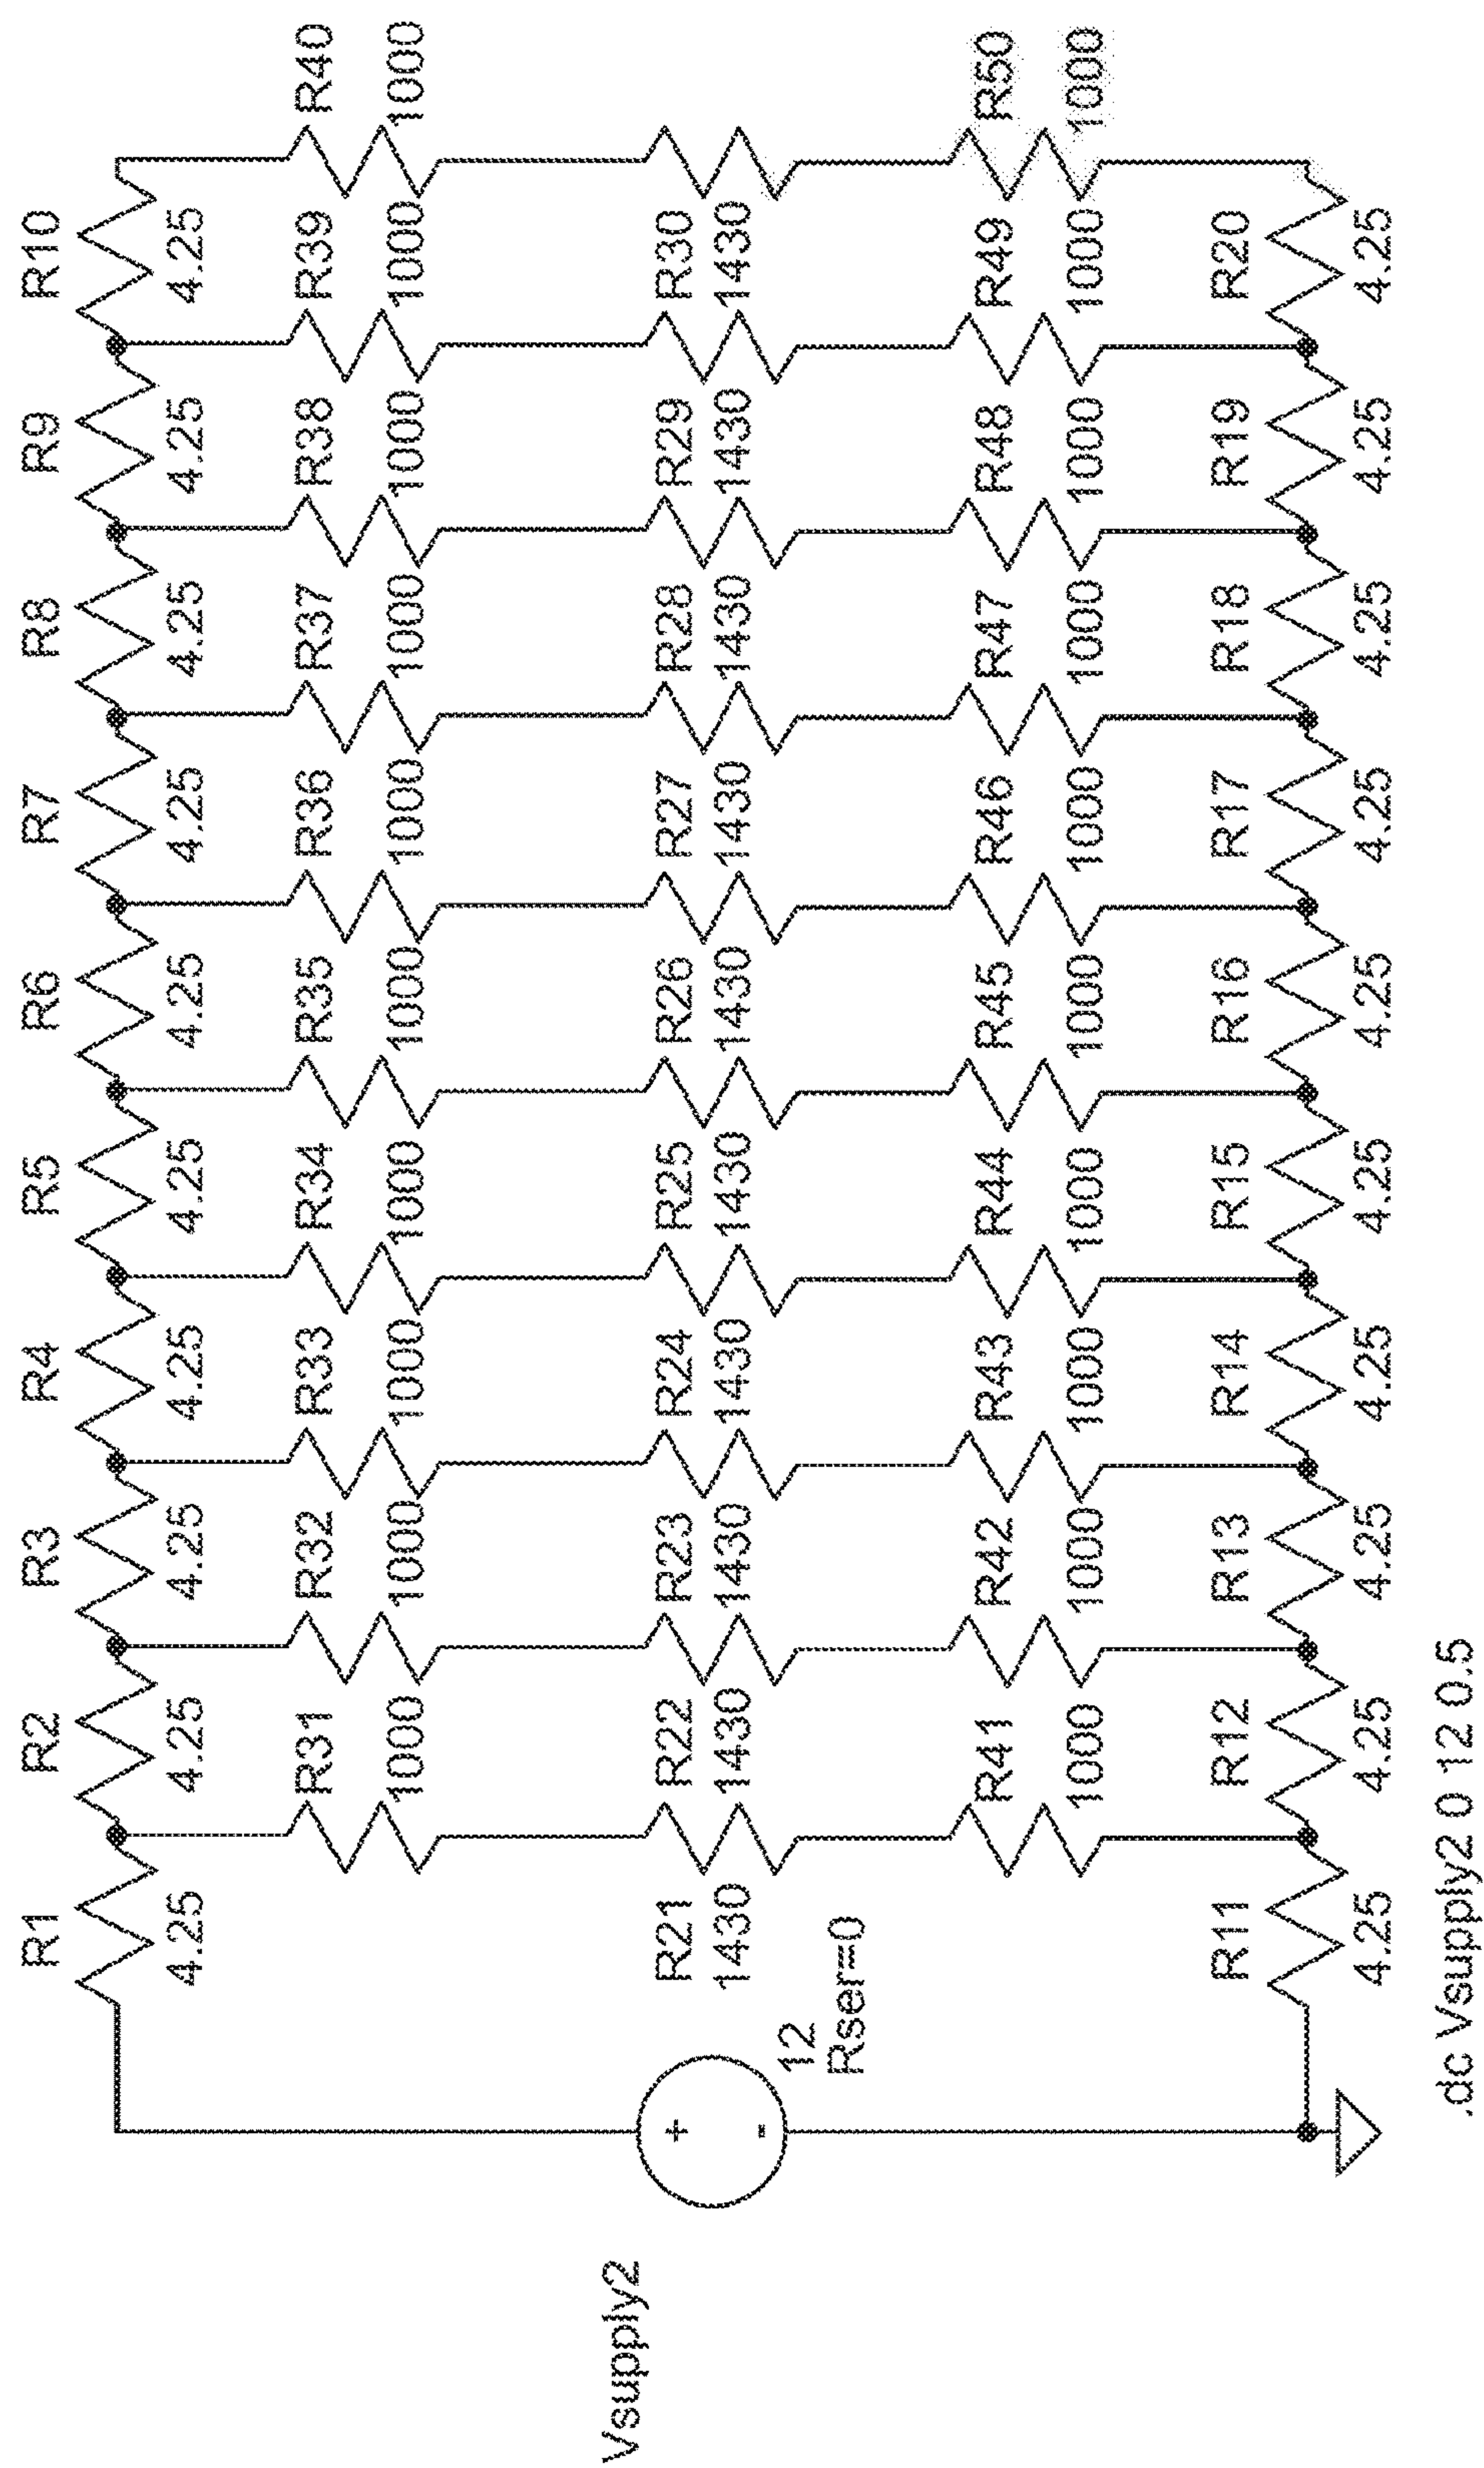 R1 R2 R3 R4 R5 R6 R7 R8 R9 R10
4.25 4.25 4.25 4.25 4.25 4.25 4.25 4.25 4.25 4.25
R31 R32 R33 R34 R35 R36 R37 R38 R39 R40
1000 1000 1000 1000 1000 1000 1000 1000 1000 1000
Vsupply2
+
R21 R22 R23 R24 R25 R26 R27 R28 R29 R30
1430 1430 1430 1430 1430 1430 1430 1430 1430 1430
-
12
Rser=0
R41 R42 R43 R44 R45 R46 R47 R48 R49 R50
1000 1000 1000 1000 1000 1000 1000 1000 1000 1000
R11 R12 R13 R14 R15 R16 R17 R18 R19 R20
4.25 4.25 4.25 4.25 4.25 4.25 4.25 4.25 4.25 4.25
.dc Vsupply2 0 12 0.5